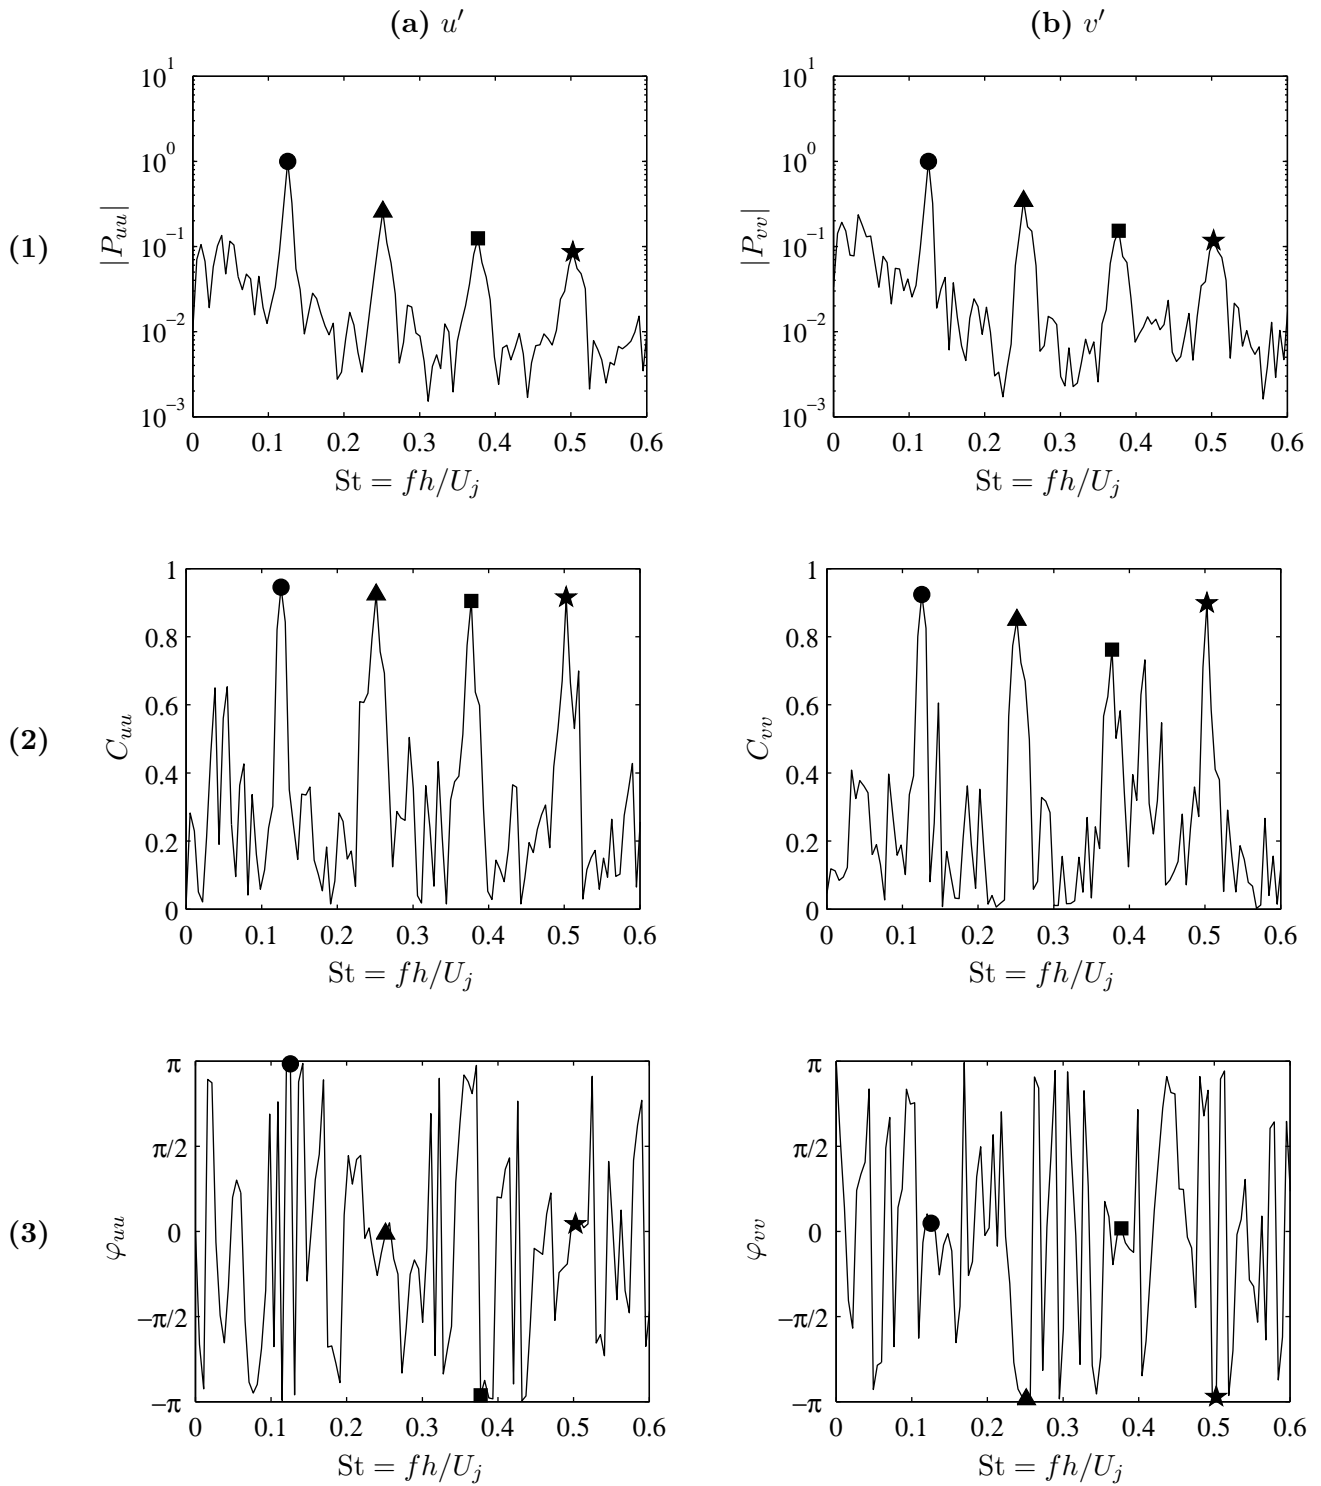 (a) u′
(b) v′
(1)
|P_uu|
10^1
10^0
10^−1
10^−2
10^−3
0 0.1 0.2 0.3 0.4 0.5 0.6
St = fh/U_j
|P_vv|
10^1
10^0
10^−1
10^−2
10^−3
0 0.1 0.2 0.3 0.4 0.5 0.6
St = fh/U_j
(2)
C_uu
1
0.8
0.6
0.4
0.2
0
0 0.1 0.2 0.3 0.4 0.5 0.6
St = fh/U_j
C_vv
1
0.8
0.6
0.4
0.2
0
0 0.1 0.2 0.3 0.4 0.5 0.6
St = fh/U_j
(3)
φ_uu
π
π/2
0
−π/2
−π
0 0.1 0.2 0.3 0.4 0.5 0.6
St = fh/U_j
φ_vv
π
π/2
0
−π/2
−π
0 0.1 0.2 0.3 0.4 0.5 0.6
St = fh/U_j